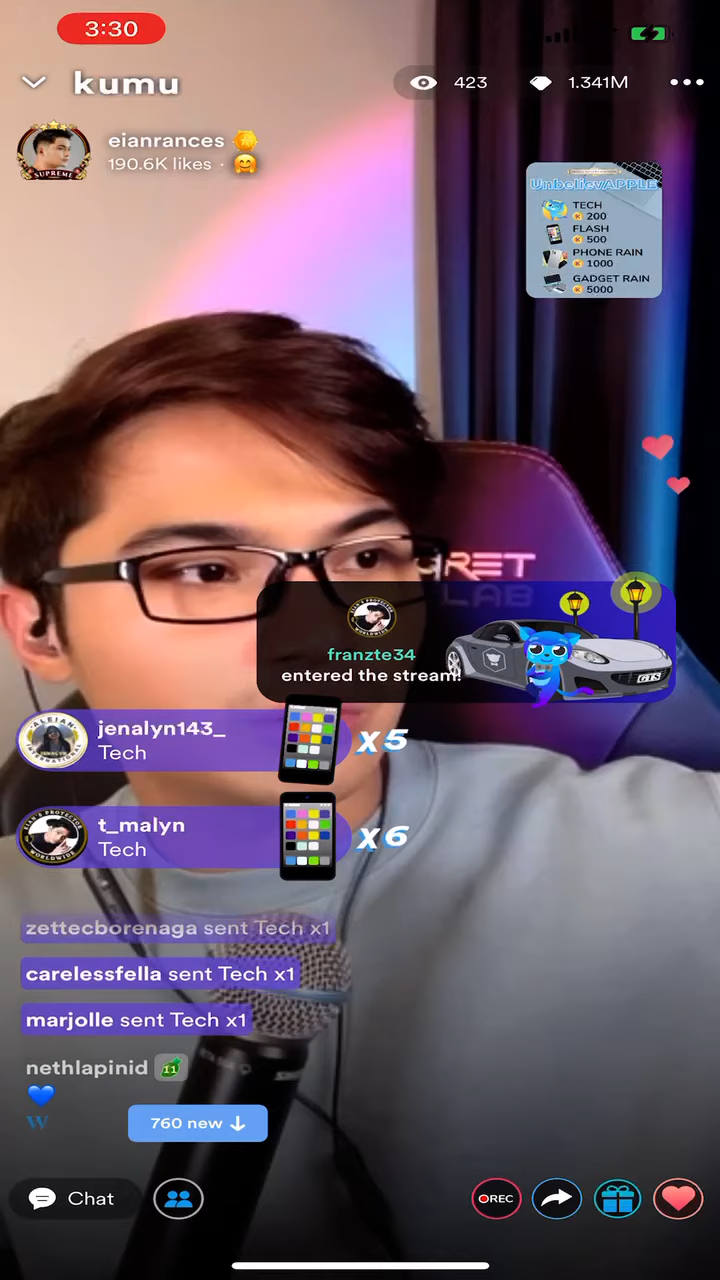 3:30
kumu
423
1.341M
eianrances
190.6K likes ·
SUPREME
UnbelievAPPLE
TECH
200
FLASH
500
PHONE RAIN
1000
GADGET RAIN
5000
RET
LAB
franzte34
entered the stream!
GTS
jenalyn143_
Tech
x5
t_malyn
Tech
x6
zettecborenaga sent Tech x1
carelessfella sent Tech x1
marjolle sent Tech x1
nethlapinid 11
W
760 new ↓
Chat
REC